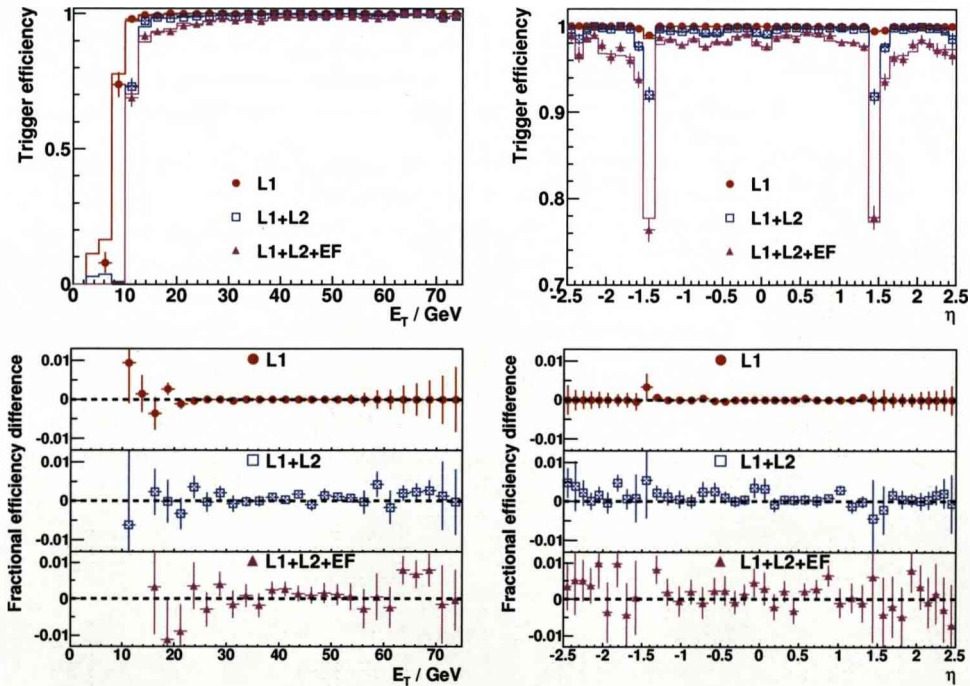 Trigger efficiency
1
0.5
0
L1
L1+L2
L1+L2+EF
0 10 20 30 40 50 60 70
E_T / GeV
Trigger efficiency
1
0.9
0.8
0.7
L1
L1+L2
L1+L2+EF
-2.5 -2 -1.5 -1 -0.5 0 0.5 1 1.5 2 2.5
η
Fractional efficiency difference
0.01
0
-0.01
L1
0.01
0
-0.01
L1+L2
0.01
0
-0.01
L1+L2+EF
0 10 20 30 40 50 60 70
E_T / GeV
Fractional efficiency difference
0.01
0
-0.01
L1
0.01
0
-0.01
L1+L2
0.01
0
-0.01
L1+L2+EF
-2.5 -2 -1.5 -1 -0.5 0 0.5 1 1.5 2 2.5
η